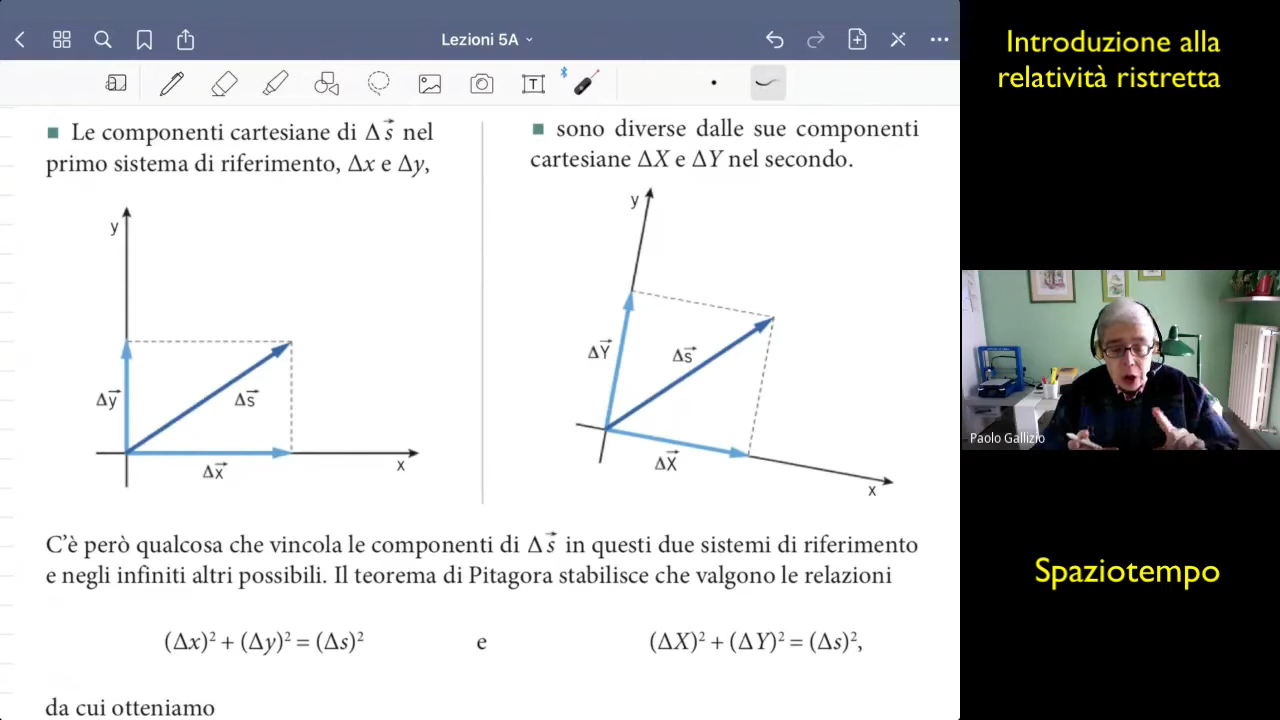 Lezioni 5A
T
■ Le componenti cartesiane di Δs⃗ nel
primo sistema di riferimento, Δx e Δy,
y
Δy⃗
Δs⃗
Δx⃗
x
■ sono diverse dalle sue componenti
cartesiane ΔX e ΔY nel secondo.
y
ΔY⃗
Δs⃗
ΔX⃗
x
C'è però qualcosa che vincola le componenti di Δs⃗ in questi due sistemi di riferimento
e negli infiniti altri possibili. Il teorema di Pitagora stabilisce che valgono le relazioni
(Δx)² + (Δy)² = (Δs)² e (ΔX)² + (ΔY)² = (Δs)²,
da cui otteniamo
Introduzione alla
relatività ristretta
Paolo Gallizio
Spaziotempo